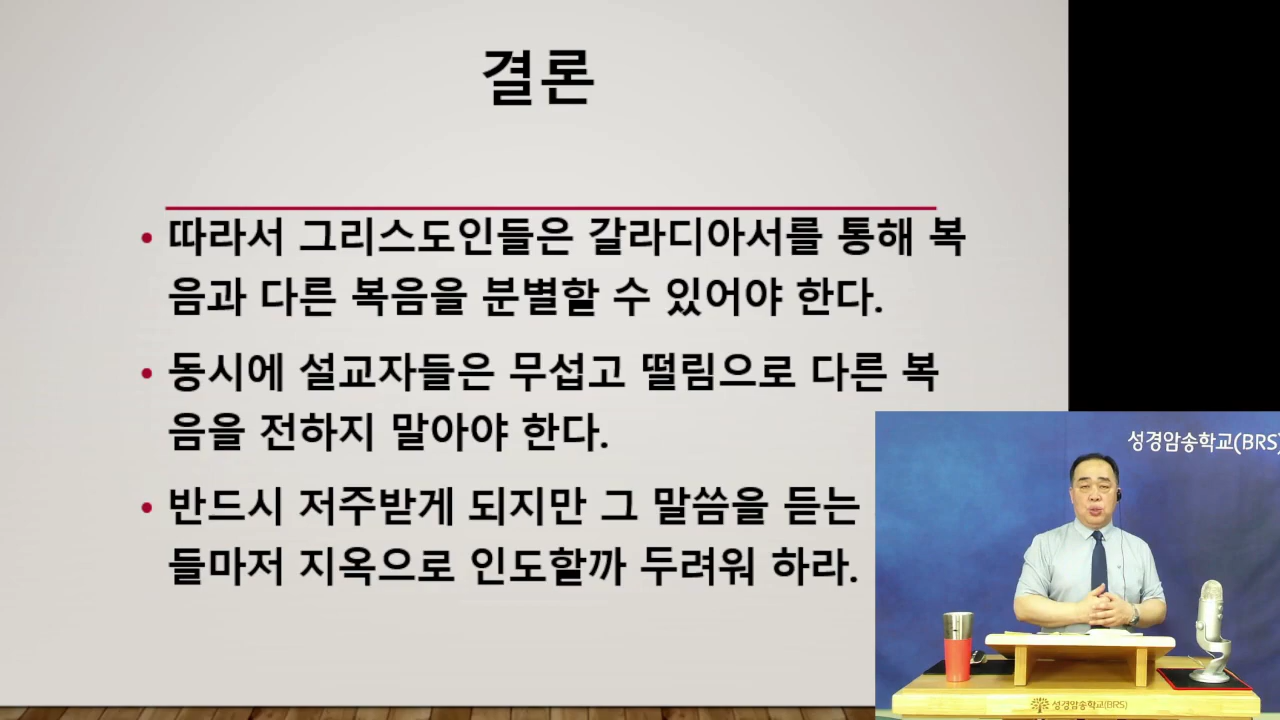 결론
• 따라서 그리스도인들은 갈라디아서를 통해 복
음과 다른 복음을 분별할 수 있어야 한다.
• 동시에 설교자들은 무섭고 떨림으로 다른 복
음을 전하지 말아야 한다.
• 반드시 저주받게 되지만 그 말씀을 듣는
들마저 지옥으로 인도할까 두려워 하라.
성경암송학교(BRS)
성경암송학교(BRS)